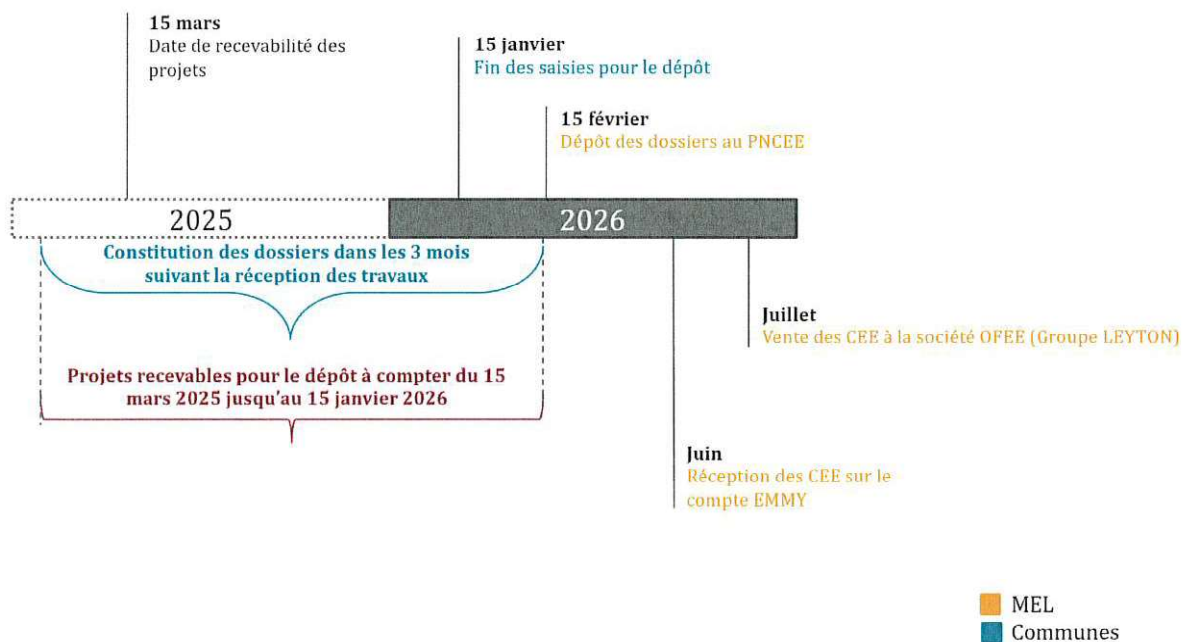 15 mars
Date de recevabilité des
projets
15 janvier
Fin des saisies pour le dépôt
15 février
Dépôt des dossiers au PNCEE
2025
2026
Constitution des dossiers dans les 3 mois
suivant la réception des travaux
Juillet
Vente des CEE à la société OFEE (Groupe LEYTON)
Projets recevables pour le dépôt à compter du 15
mars 2025 jusqu'au 15 janvier 2026
Juin
Réception des CEE sur le
compte EMMY
MEL
Communes